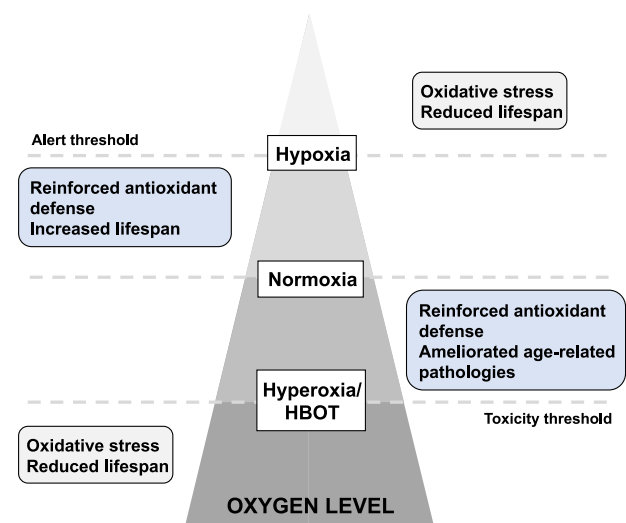 Oxidative stress
Reduced lifespan
Alert threshold
Hypoxia
Reinforced antioxidant
defense
Increased lifespan
Normoxia
Reinforced antioxidant
defense
Ameliorated age-related
pathologies
Hyperoxia/
HBOT
Toxicity threshold
Oxidative stress
Reduced lifespan
OXYGEN LEVEL